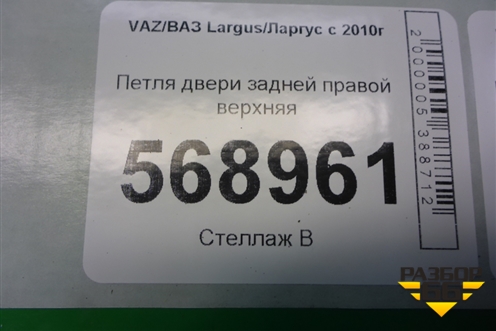 VAZ/ВАЗ Largus/Ларгус с 2010г
Петля двери задней правой
верхняя
568961
Стеллаж В
2000005388712
РАЗБОР